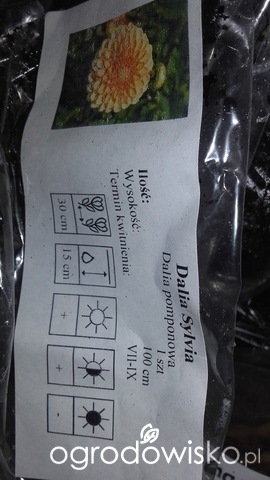 Dalia Sylvia
Dalia pomponowa
Ilość: 1 szt
Wysokość: 100 cm
Termin kwitnienia: VII-IX
30 cm
15 cm
+
+
-
ogrodowisko.pl